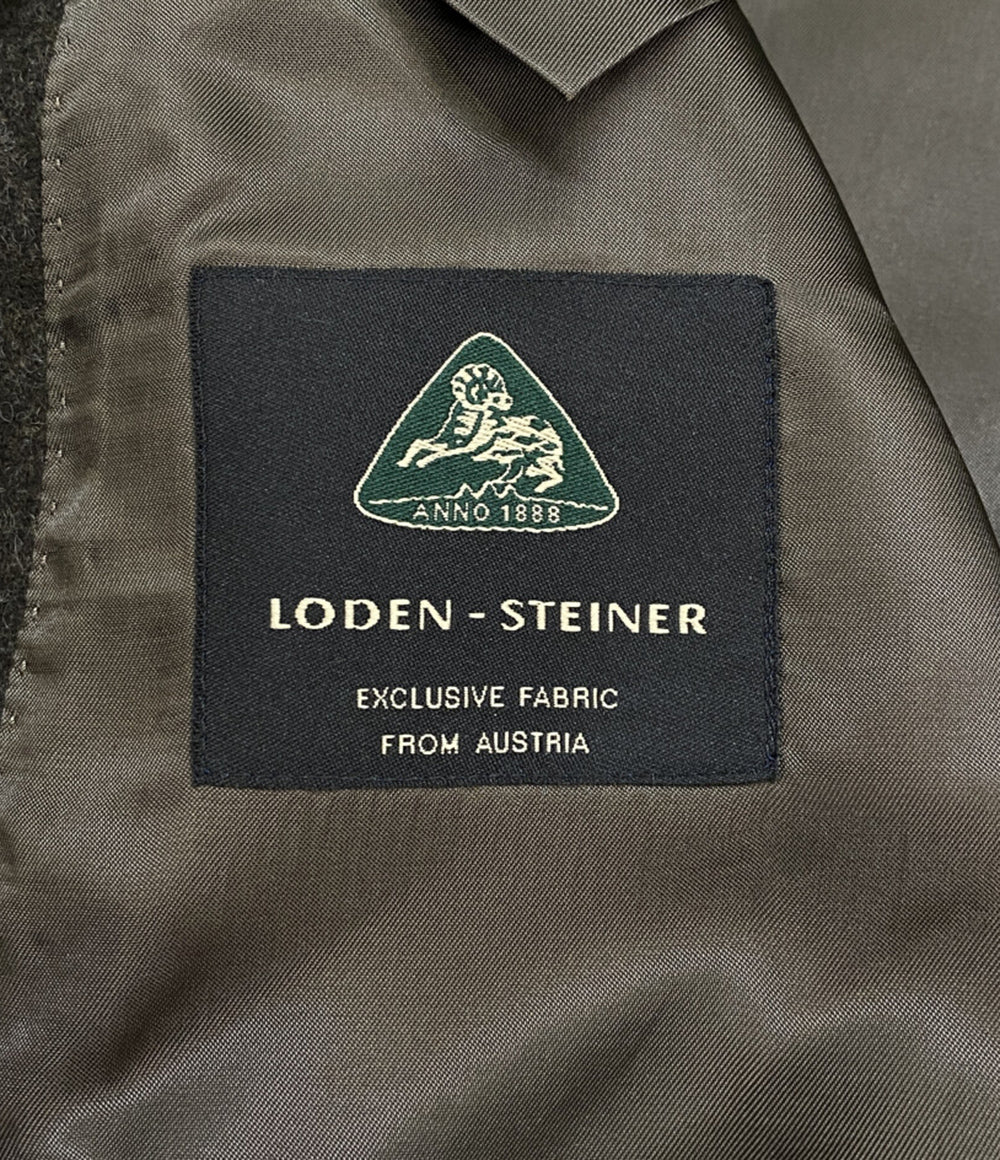 ANNO 1888
LODEN - STEINER
EXCLUSIVE FABRIC
FROM AUSTRIA